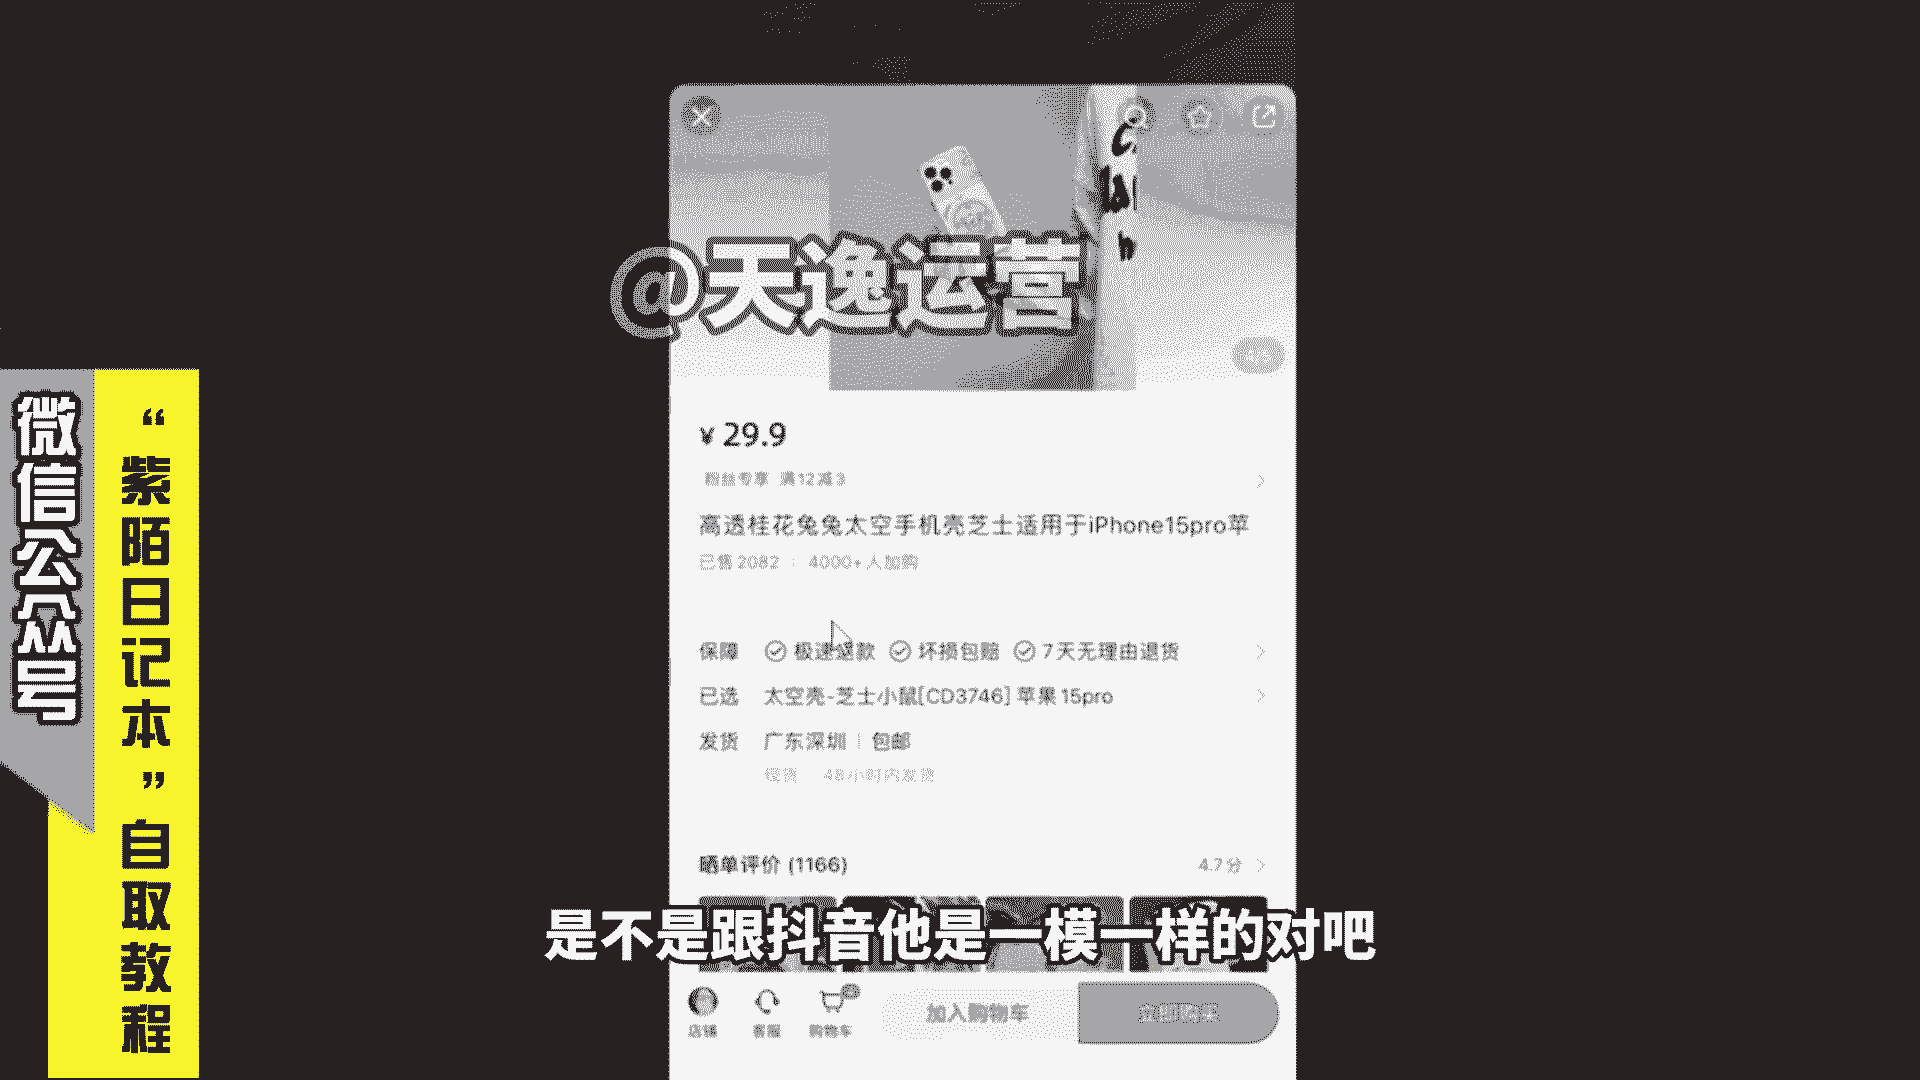 微信公众号
“紫陌日记本”自取教程
@天逸运营
¥ 29.9
粉丝专享 满12减3
高透桂花兔兔太空手机壳芝士适用于iPhone15pro苹
已售 2082 4000+人加购
保障 极速退款 坏损包赔 7天无理由退货
已选 太空壳-芝士小鼠[CD3746] 苹果15pro
发货 广东深圳 | 包邮
现货 48小时内发货
晒单评价 (1166) 4.7分
是不是跟抖音他是一模一样的对吧
店铺 客服 购物车 加入购物车 立即购买